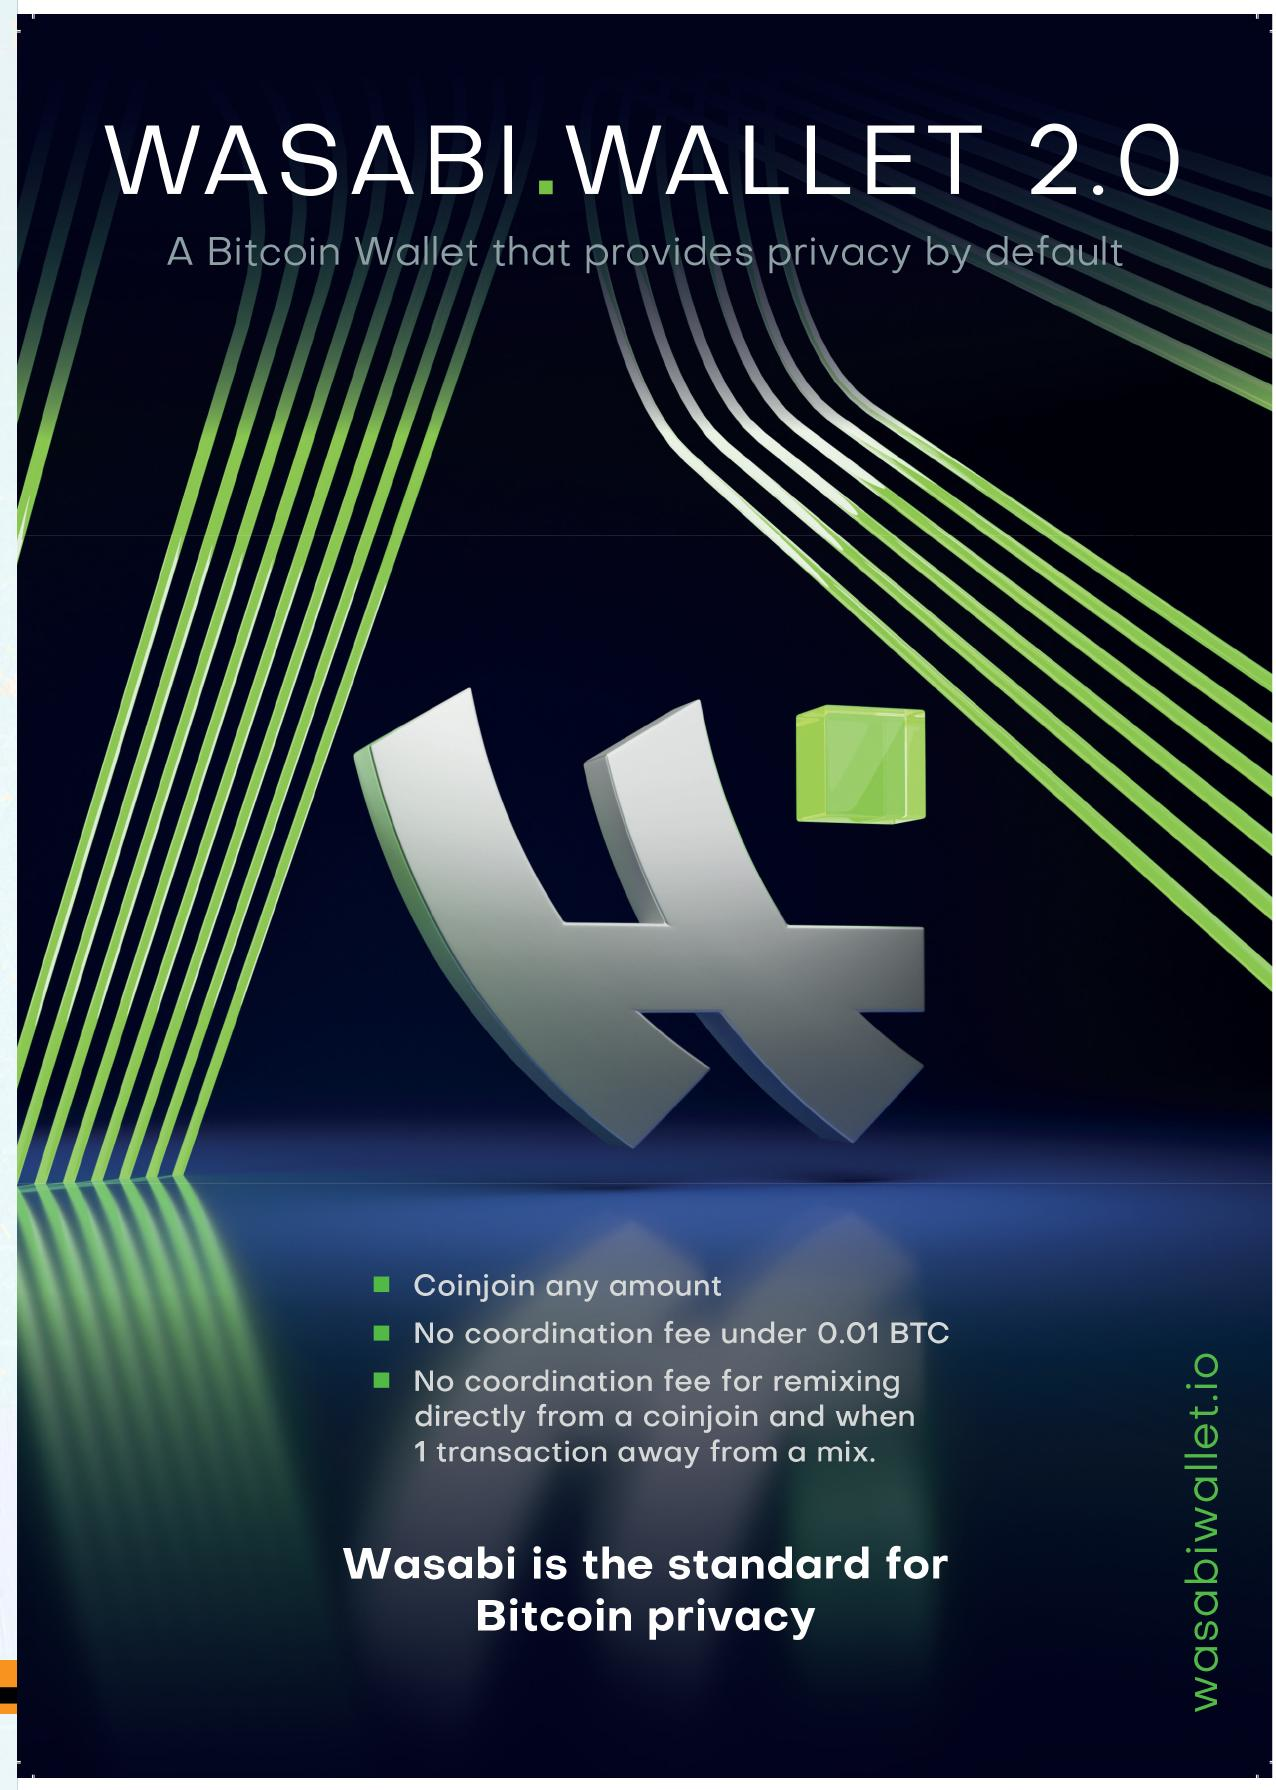 WASABI.WALLET 2.0
A Bitcoin Wallet that provides privacy by default
Coinjoin any amount
No coordination fee under 0.01 BTC
No coordination fee for remixing
directly from a coinjoin and when
1 transaction away from a mix.
wasabiwallet.io
Wasabi is the standard for
Bitcoin privacy